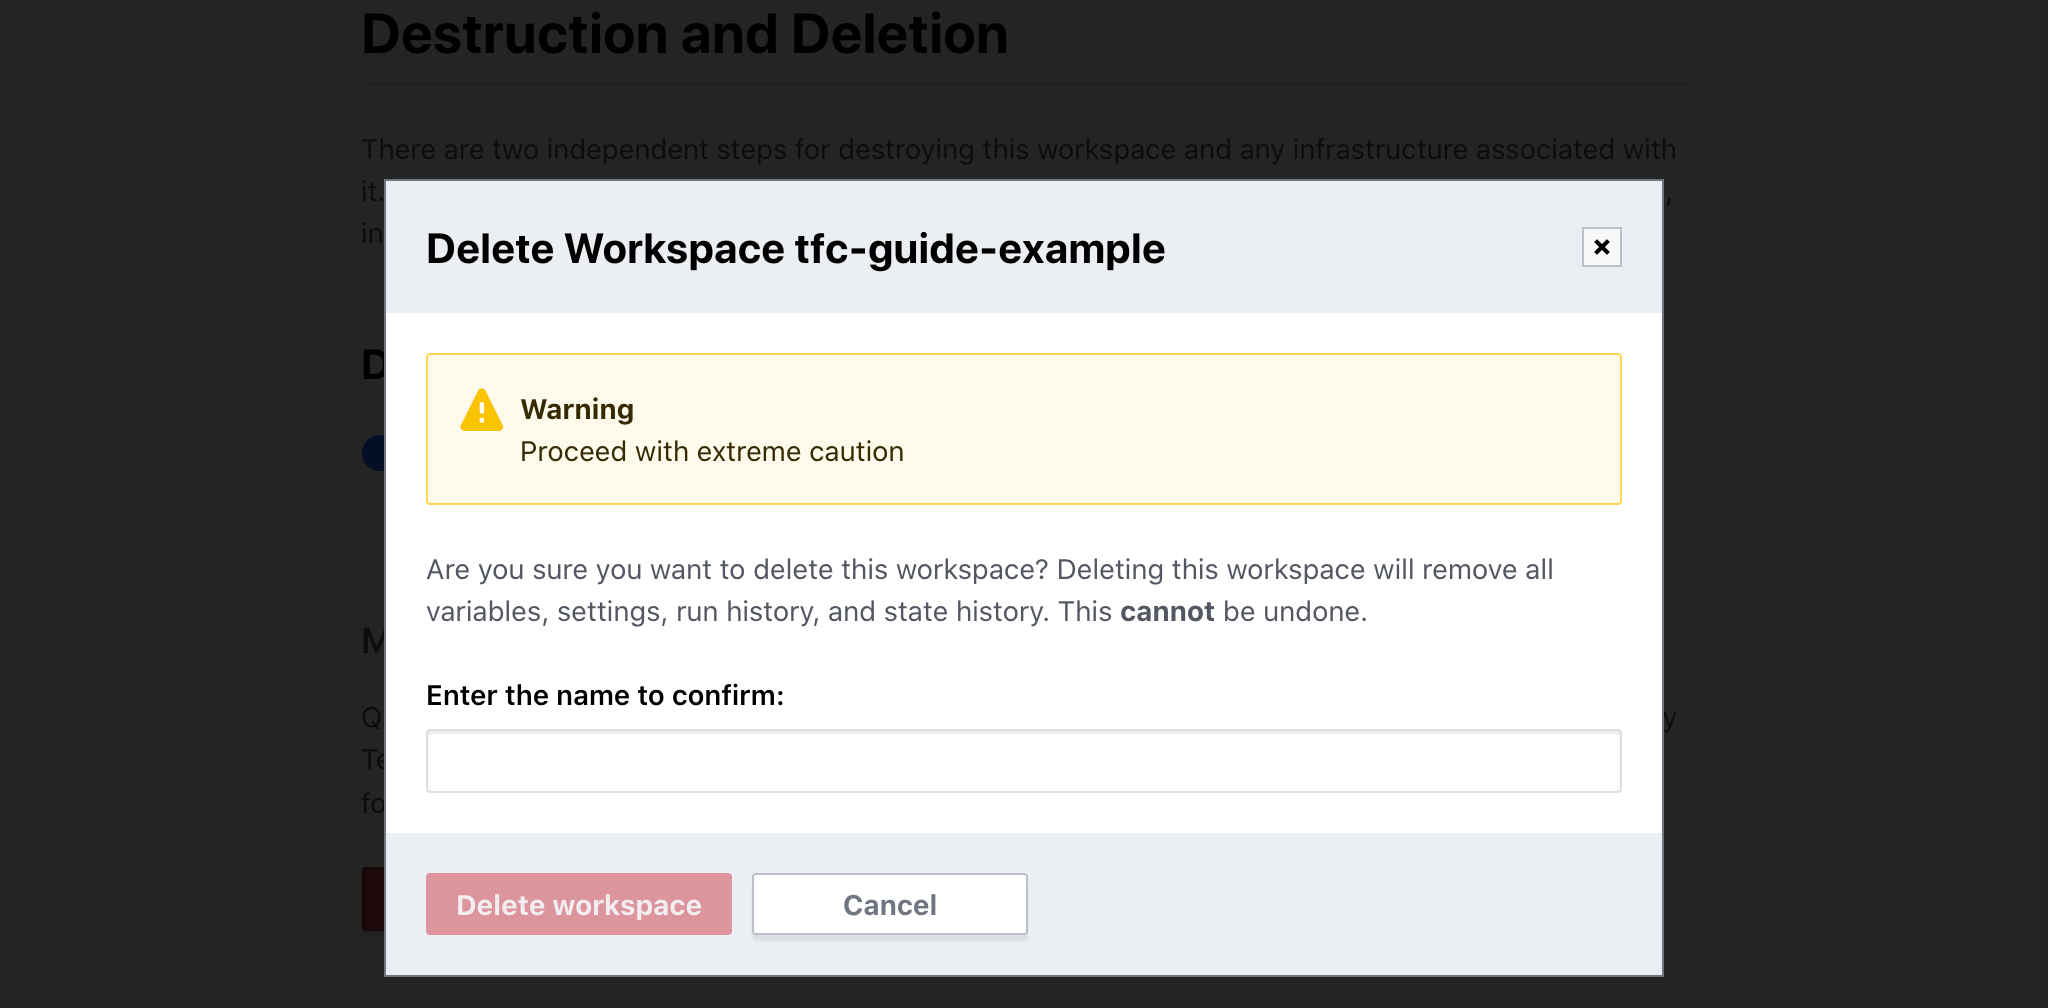 Destruction and Deletion
There are two independent steps for destroying this workspace and any infrastructure associated with
it.
Delete Workspace tfc-guide-example
Warning
Proceed with extreme caution
Are you sure you want to delete this workspace? Deleting this workspace will remove all
variables, settings, run history, and state history. This cannot be undone.
Enter the name to confirm:
Delete workspace
Cancel